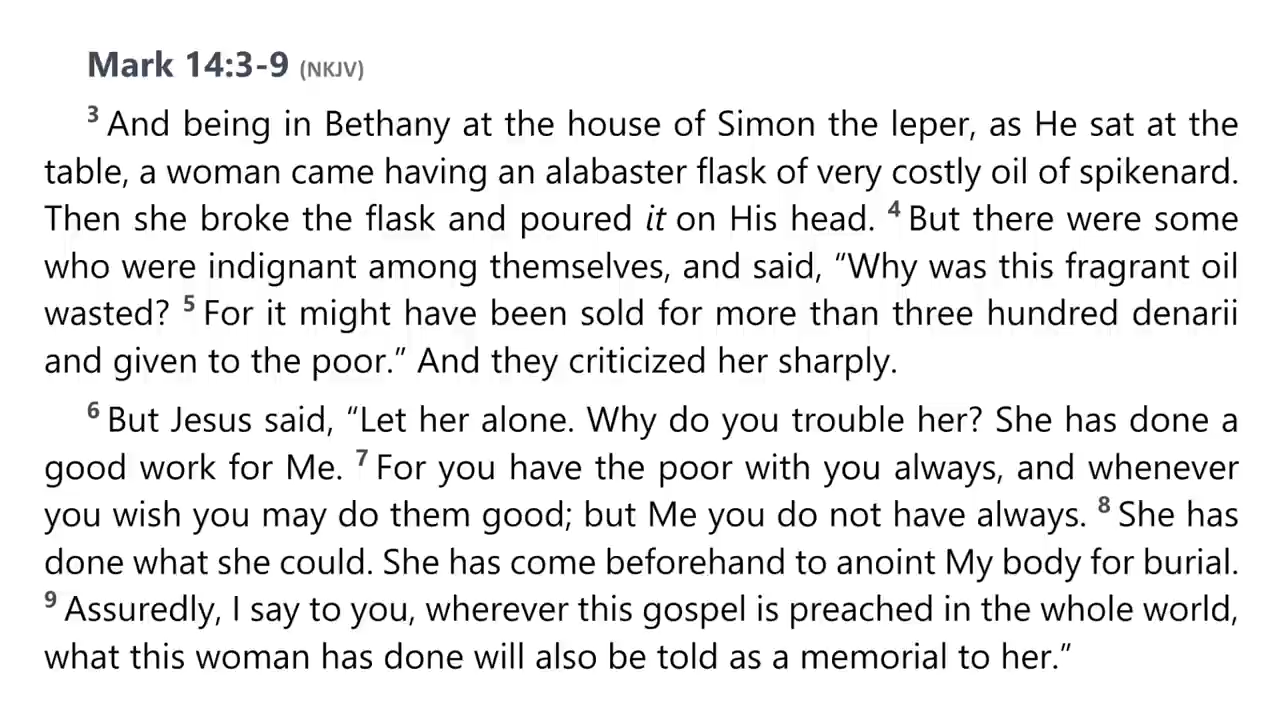 Mark 14:3-9 (NKJV)
3 And being in Bethany at the house of Simon the leper, as He sat at the
table, a woman came having an alabaster flask of very costly oil of spikenard.
Then she broke the flask and poured it on His head. 4 But there were some
who were indignant among themselves, and said, “Why was this fragrant oil
wasted? 5 For it might have been sold for more than three hundred denarii
and given to the poor.” And they criticized her sharply.
6 But Jesus said, “Let her alone. Why do you trouble her? She has done a
good work for Me. 7 For you have the poor with you always, and whenever
you wish you may do them good; but Me you do not have always. 8 She has
done what she could. She has come beforehand to anoint My body for burial.
9 Assuredly, I say to you, wherever this gospel is preached in the whole world,
what this woman has done will also be told as a memorial to her.”